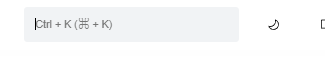 Ctrl + K (⌘ + K)